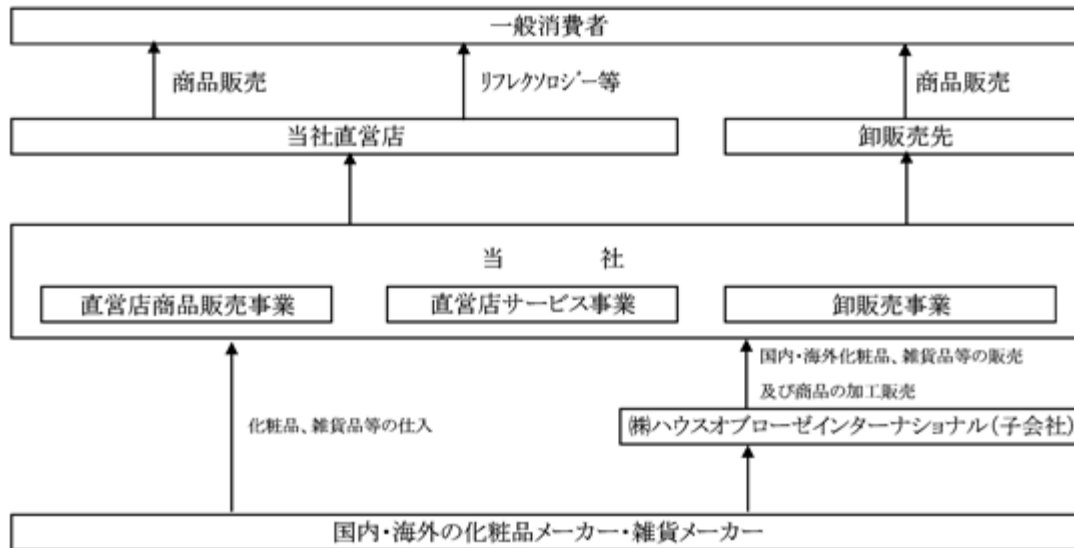 一般消費者
商品販売
リフレクソロジー等
商品販売
当社直営店
卸販売先
当 社
直営店商品販売事業
直営店サービス事業
卸販売事業
国内・海外化粧品、雑貨品等の販売
及び商品の加工販売
化粧品、雑貨品等の仕入
㈱ハウスオブローゼインターナショナル(子会社)
国内・海外の化粧品メーカー・雑貨メーカー